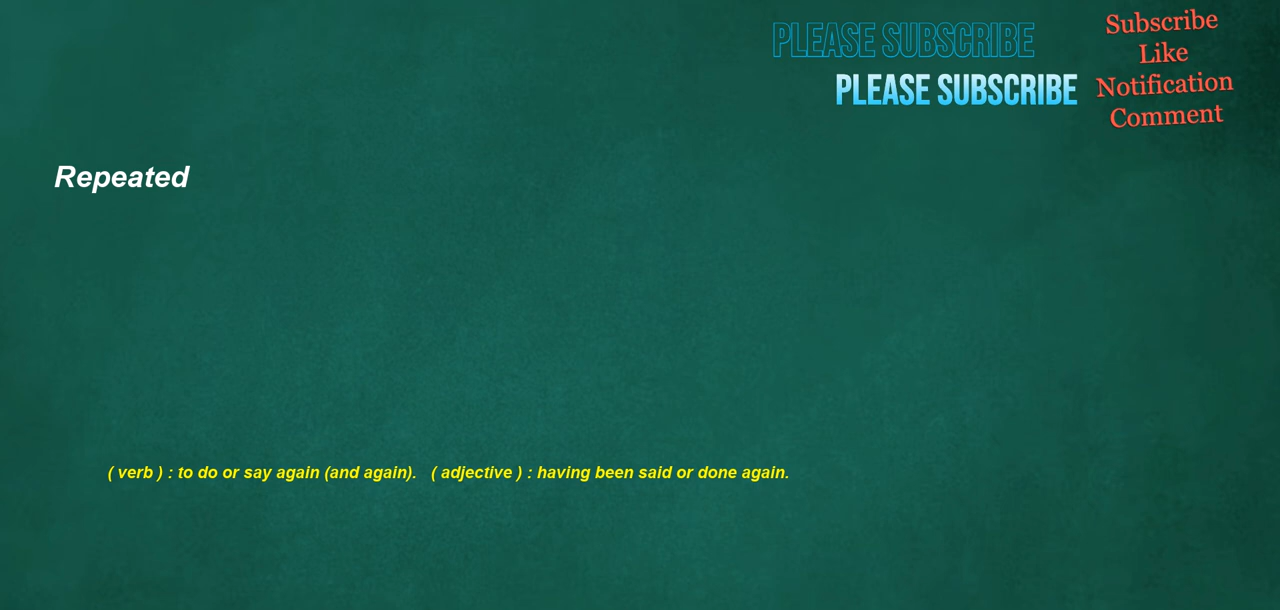 PLEASE SUBSCRIBE
PLEASE SUBSCRIBE
Subscribe
Like
Notification
Comment
Repeated
( verb ) : to do or say again (and again).   ( adjective ) : having been said or done again.